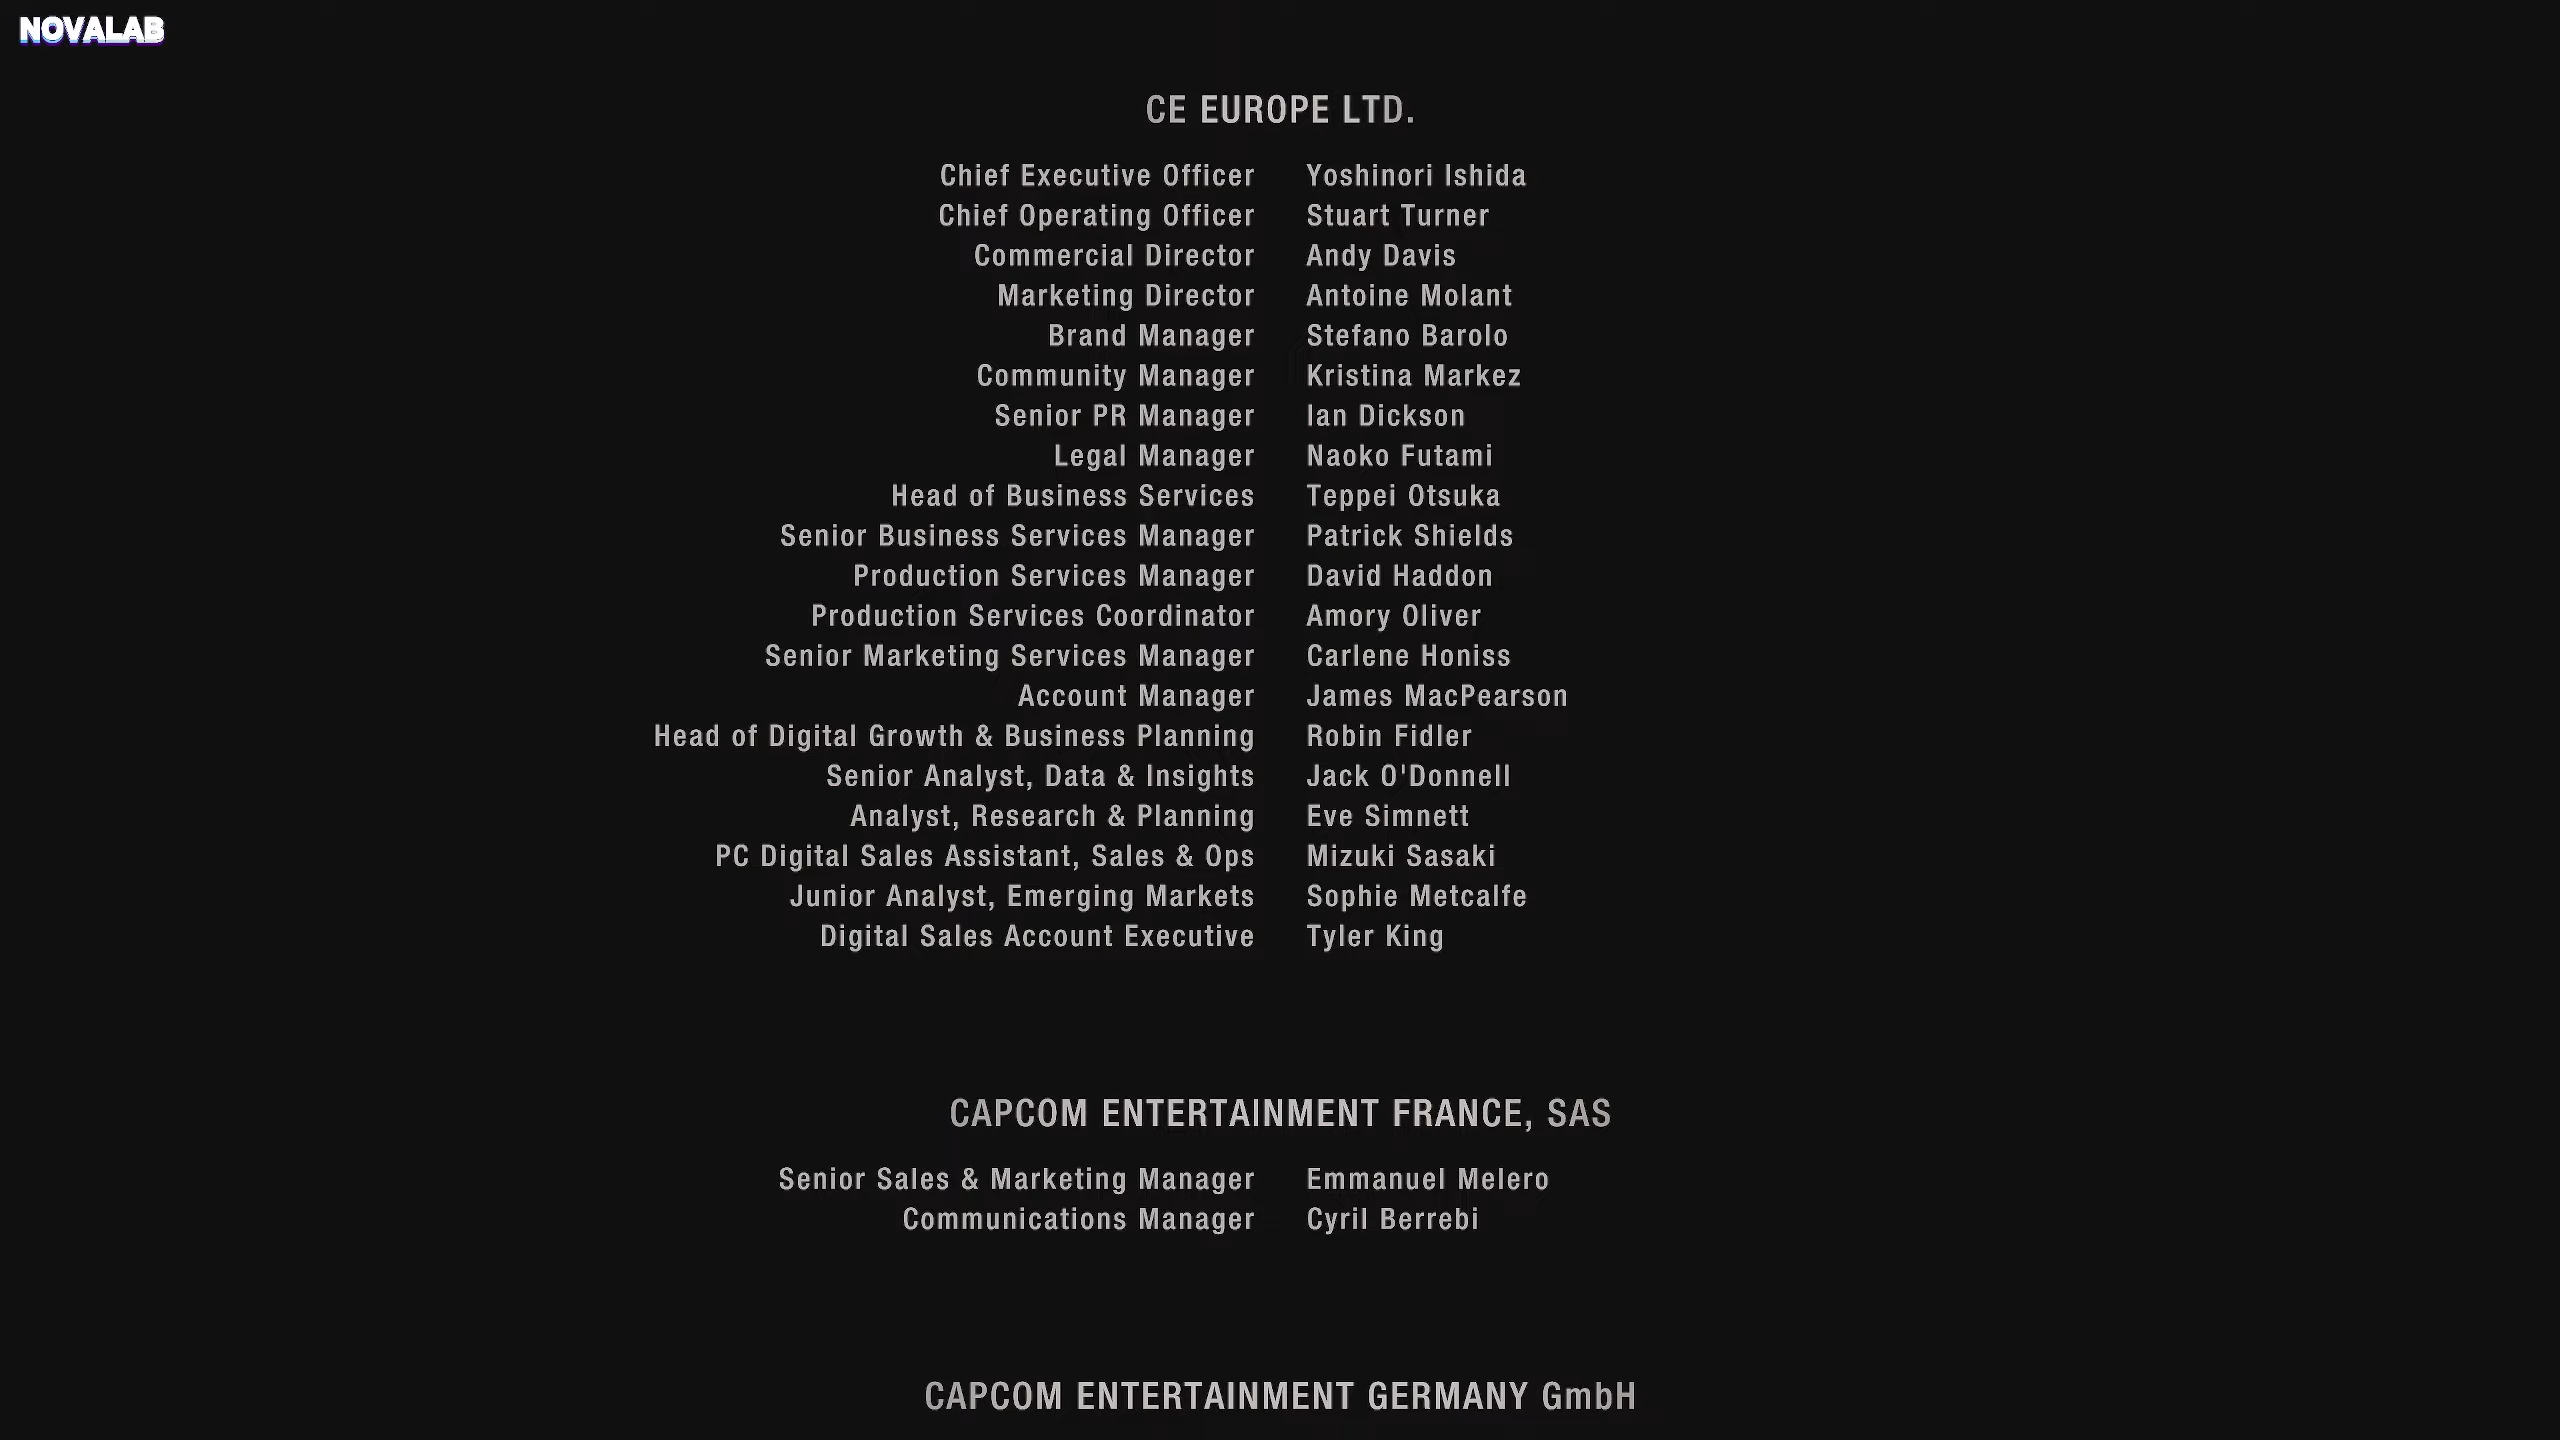 NOVALAB
CE EUROPE LTD.
Chief Executive Officer Yoshinori Ishida
Chief Operating Officer Stuart Turner
Commercial Director Andy Davis
Marketing Director Antoine Molant
Brand Manager Stefano Barolo
Community Manager Kristina Markez
Senior PR Manager Ian Dickson
Legal Manager Naoko Futami
Head of Business Services Teppei Otsuka
Senior Business Services Manager Patrick Shields
Production Services Manager David Haddon
Production Services Coordinator Amory Oliver
Senior Marketing Services Manager Carlene Honiss
Account Manager James MacPearson
Head of Digital Growth & Business Planning Robin Fidler
Senior Analyst, Data & Insights Jack O'Donnell
Analyst, Research & Planning Eve Simnett
PC Digital Sales Assistant, Sales & Ops Mizuki Sasaki
Junior Analyst, Emerging Markets Sophie Metcalfe
Digital Sales Account Executive Tyler King
CAPCOM ENTERTAINMENT FRANCE, SAS
Senior Sales & Marketing Manager Emmanuel Melero
Communications Manager Cyril Berrebi
CAPCOM ENTERTAINMENT GERMANY GmbH